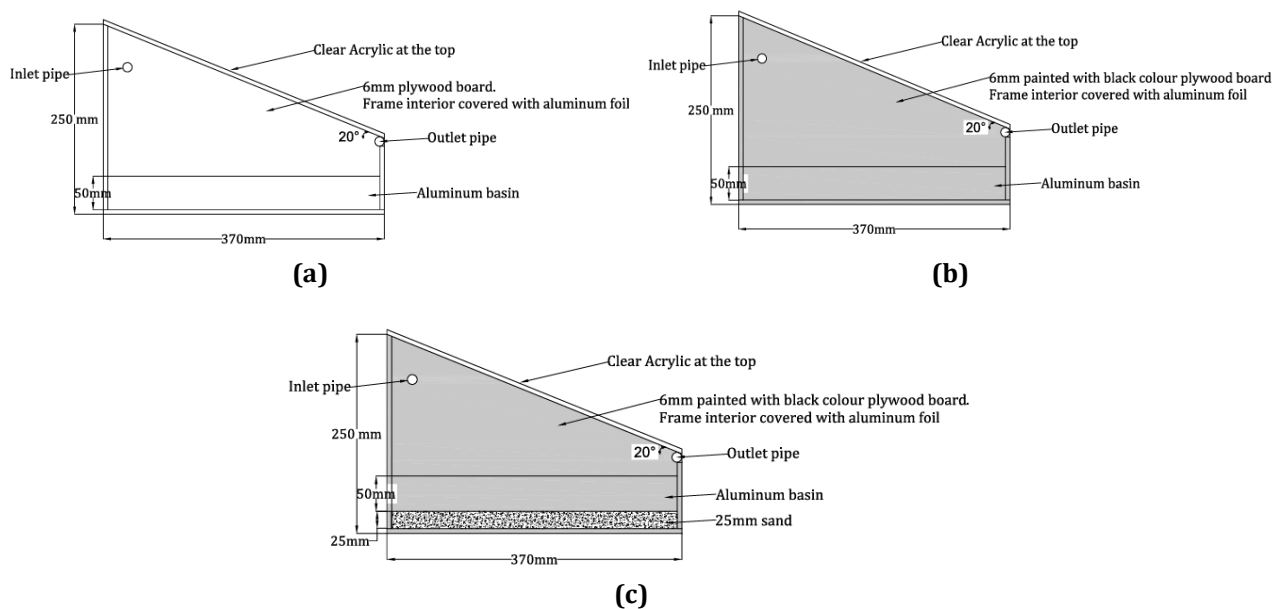 Clear Acrylic at the top
Inlet pipe
6mm plywood board.
Frame interior covered with aluminum foil
250 mm
20°
Outlet pipe
50mm
Aluminum basin
370mm
(a)
Clear Acrylic at the top
Inlet pipe
6mm painted with black colour plywood board
Frame interior covered with aluminum foil
250 mm
20°
Outlet pipe
50mm
Aluminum basin
370mm
(b)
Clear Acrylic at the top
Inlet pipe
6mm painted with black colour plywood board.
Frame interior covered with aluminum foil
250 mm
20°
Outlet pipe
50mm
Aluminum basin
25mm sand
25mm
370mm
(c)